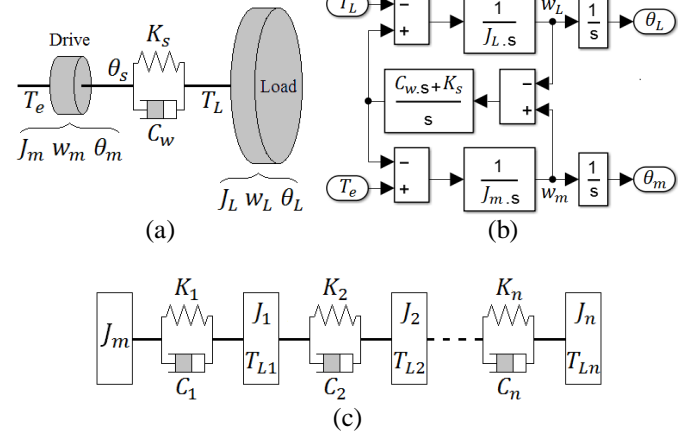 Drive
K_s
θ_s
Load
T_e
T_L
C_w
J_m w_m θ_m
J_L w_L θ_L
(a)
T_L
−
+
1
J_L.s
w_L
1
s
θ_L
C_w.s+K_s
s
−
+
−
+
T_e
1
J_m.s
w_m
1
s
θ_m
(b)
J_m
K_1
C_1
J_1
T_L1
K_2
C_2
J_2
T_L2
K_n
C_n
J_n
T_Ln
(c)